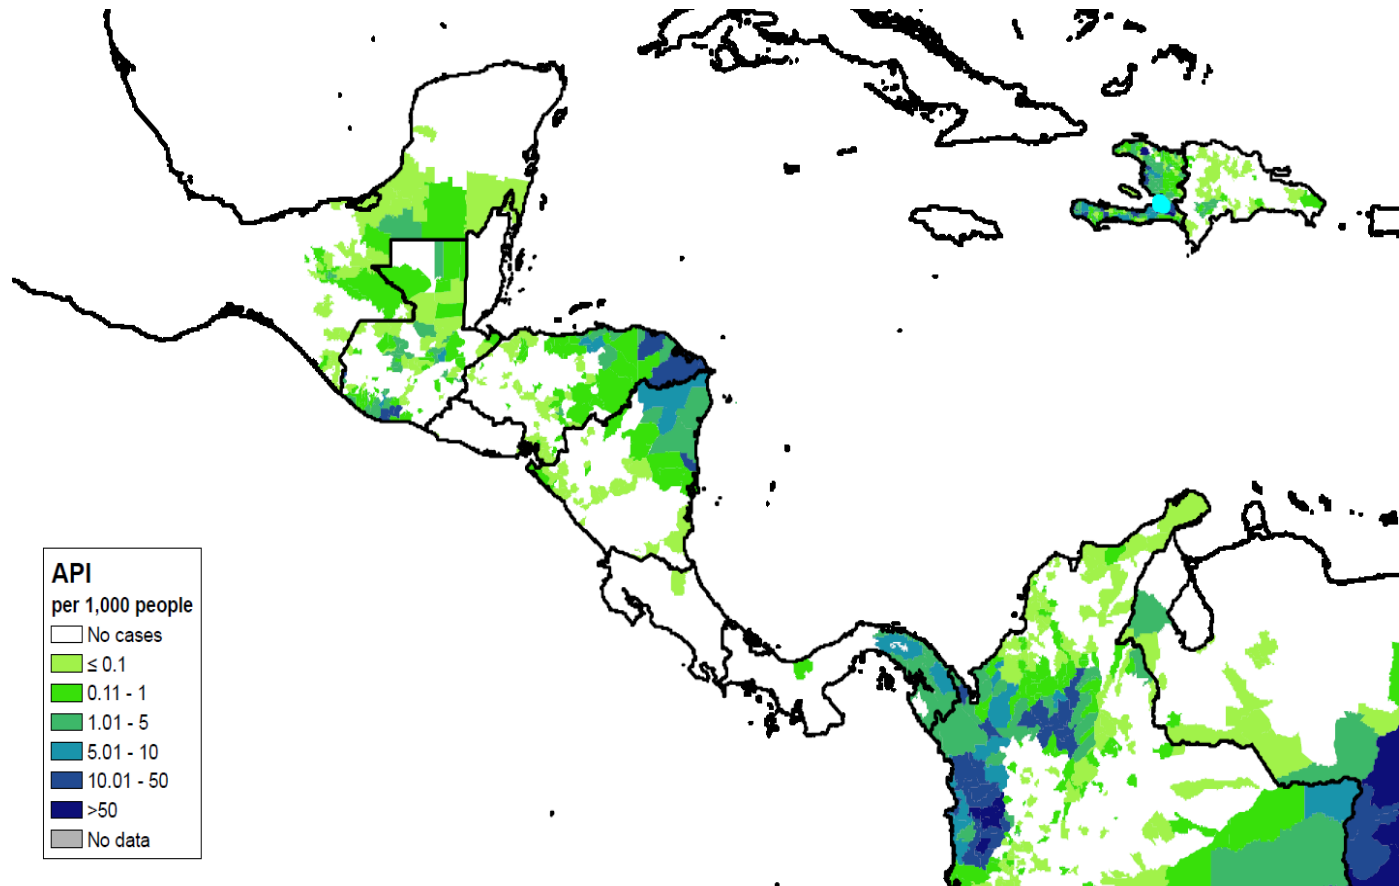 API
per 1,000 people
No cases
≤ 0.1
0.11 - 1
1.01 - 5
5.01 - 10
10.01 - 50
>50
No data